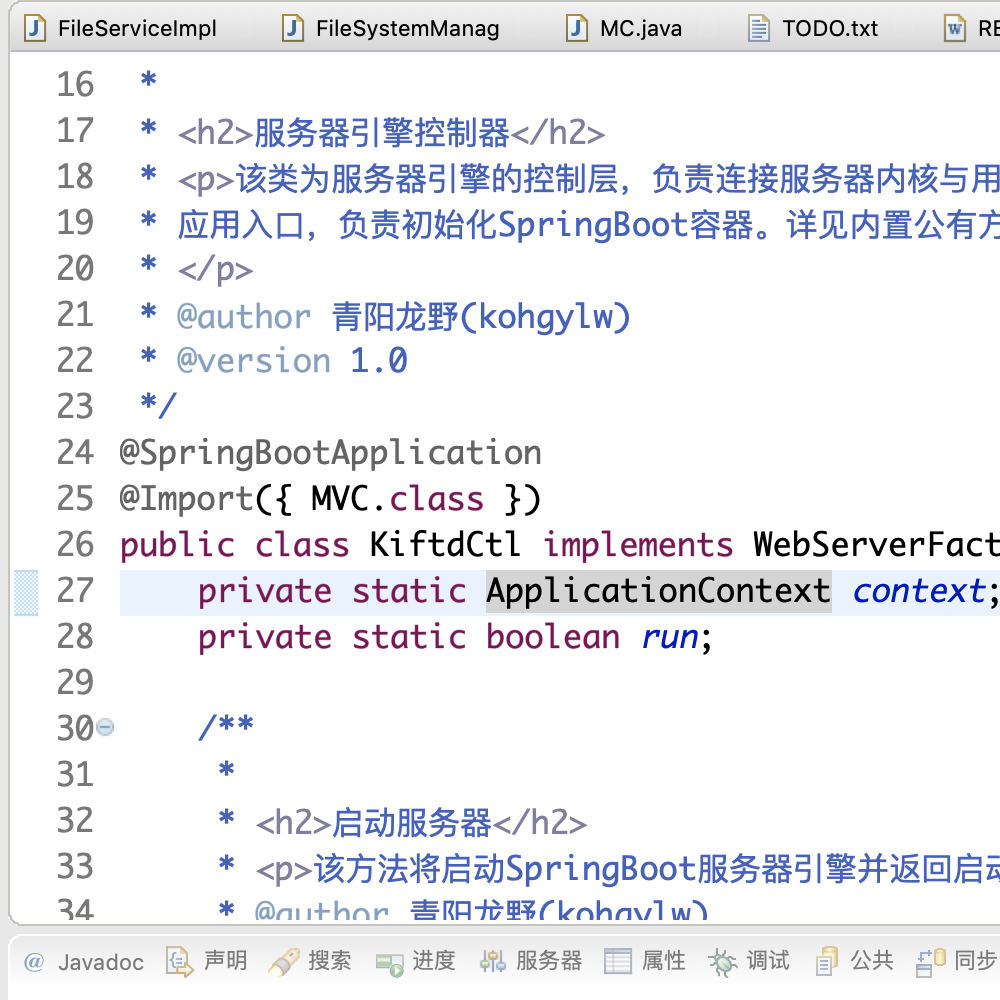 FileServiceImpl FileSystemManag MC.java TODO.txt RE
16 *
17 * <h2>服务器引擎控制器</h2>
18 * <p>该类为服务器引擎的控制层，负责连接服务器内核与用
19 * 应用入口，负责初始化SpringBoot容器。详见内置公有方
20 * </p>
21 * @author 青阳龙野(kohgylw)
22 * @version 1.0
23 */
24 @SpringBootApplication
25 @Import({ MVC.class })
26 public class KiftdCtl implements WebServerFact
27 private static ApplicationContext context;
28 private static boolean run;
29
30 /**
31 *
32 * <h2>启动服务器</h2>
33 * <p>该方法将启动SpringBoot服务器引擎并返回启动
34 * @author 青阳龙野(kohgylw)
@ Javadoc 声明 搜索 进度 服务器 属性 调试 公共 同步